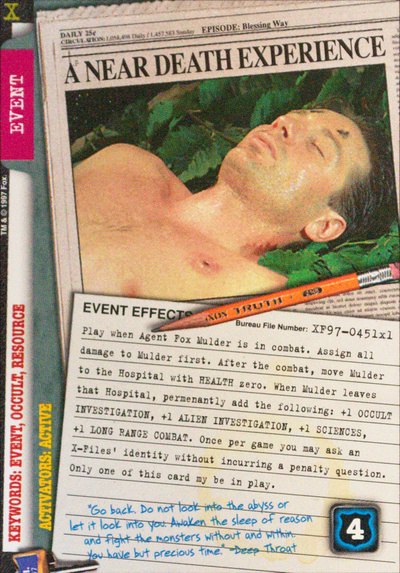 X
EVENT
TM & © 1997 Fox.
KEYWORDS: EVENT, OCCULT, RESOURCE
ACTIVATORS: ACTIVE
DAILY 25¢
EPISODE: Blessing Way
CIRCULATION: 1,058,498 Daily / 1,457,583 Sunday
A NEAR DEATH EXPERIENCE
TRUTH
EVENT EFFECTS
Bureau File Number: XF97-0451x1
Play when Agent Fox Mulder is in combat. Assign all
damage to Mulder first. After the combat, move Mulder
to the Hospital with HEALTH zero. When Mulder leaves
that Hospital, permenantly add the following: +1 OCCULT
INVESTIGATION, +1 ALIEN INVESTIGATION, +1 SCIENCES,
+1 LONG RANGE COMBAT. Once per game you may ask an
X-Files' identity without incurring a penalty question.
Only one of this card may be in play.
"Go back. Do not look into the abyss or
let it look into you. Awaken the sleep of reason
and fight the monsters without and within.
You have but precious time." -Deep Throat
4